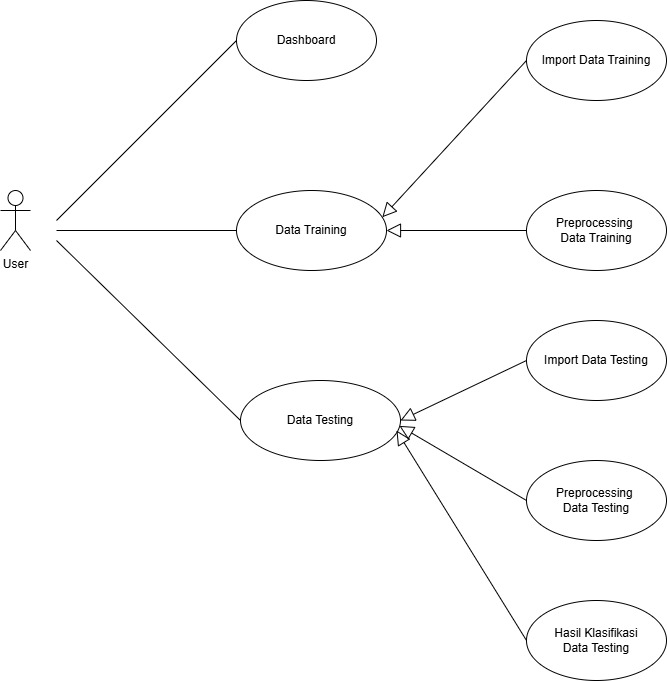 Dashboard
Import Data Training
Data Training
Preprocessing
Data Training
User
Import Data Testing
Data Testing
Preprocessing
Data Testing
Hasil Klasifikasi
Data Testing